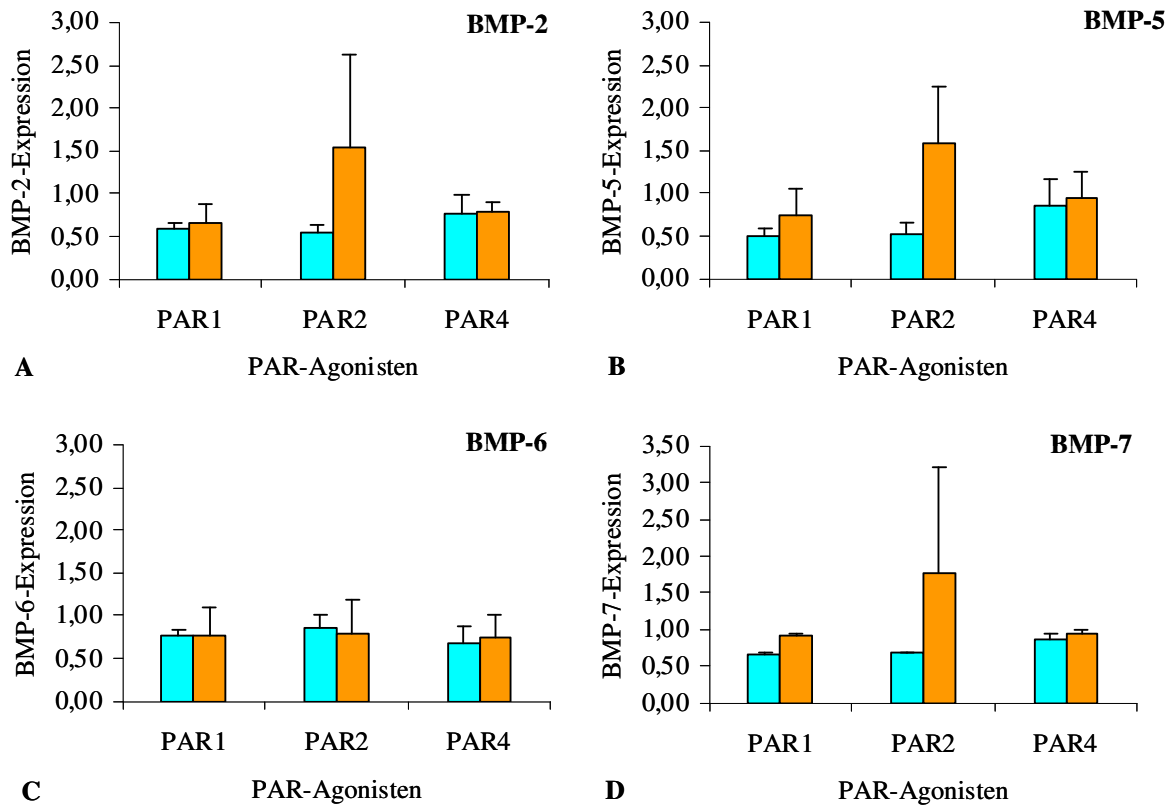 BMP-2
BMP-2-Expression
3,00
2,50
2,00
1,50
1,00
0,50
0,00
PAR1 PAR2 PAR4
A PAR-Agonisten
BMP-5
BMP-5-Expression
3,00
2,50
2,00
1,50
1,00
0,50
0,00
PAR1 PAR2 PAR4
B PAR-Agonisten
BMP-6
BMP-6-Expression
3,00
2,50
2,00
1,50
1,00
0,50
0,00
PAR1 PAR2 PAR4
C PAR-Agonisten
BMP-7
BMP-7-Expression
3,50
3,00
2,50
2,00
1,50
1,00
0,50
0,00
PAR1 PAR2 PAR4
D PAR-Agonisten